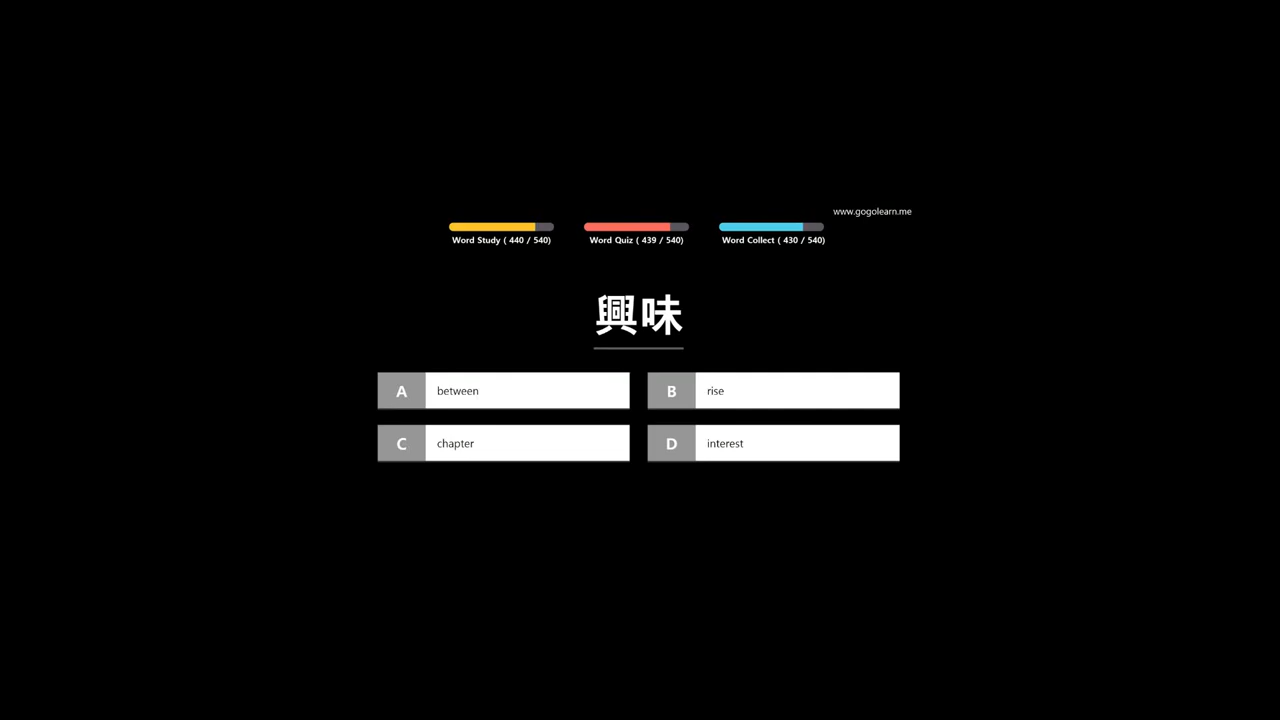 www.gogolearn.me
Word Study ( 440 / 540)
Word Quiz ( 439 / 540)
Word Collect ( 430 / 540)
興味
A between
B rise
C chapter
D interest